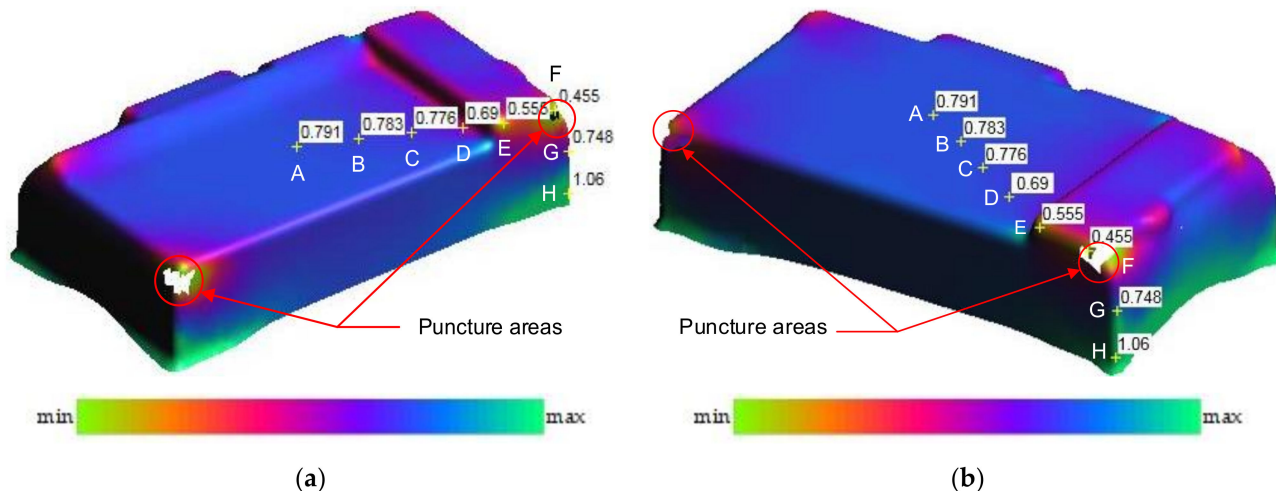 F
0.455
0.791
0.783
0.776
0.69
0.555
0.748
A
B
C
D
E
G
1.06
H
Puncture areas
min
max
(a)
0.791
A
0.783
B
0.776
C
0.69
D
0.555
E
0.455
F
0.748
G
1.06
H
Puncture areas
min
max
(b)